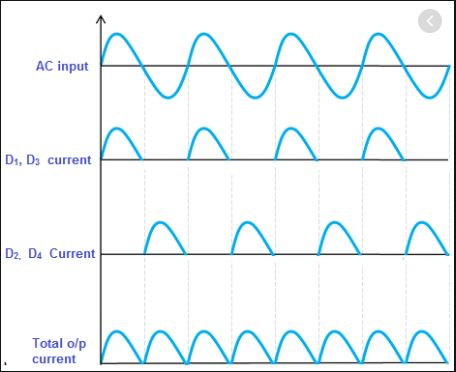 AC input
D₁, D₃ current
D₂, D₄ Current
Total o/p
current